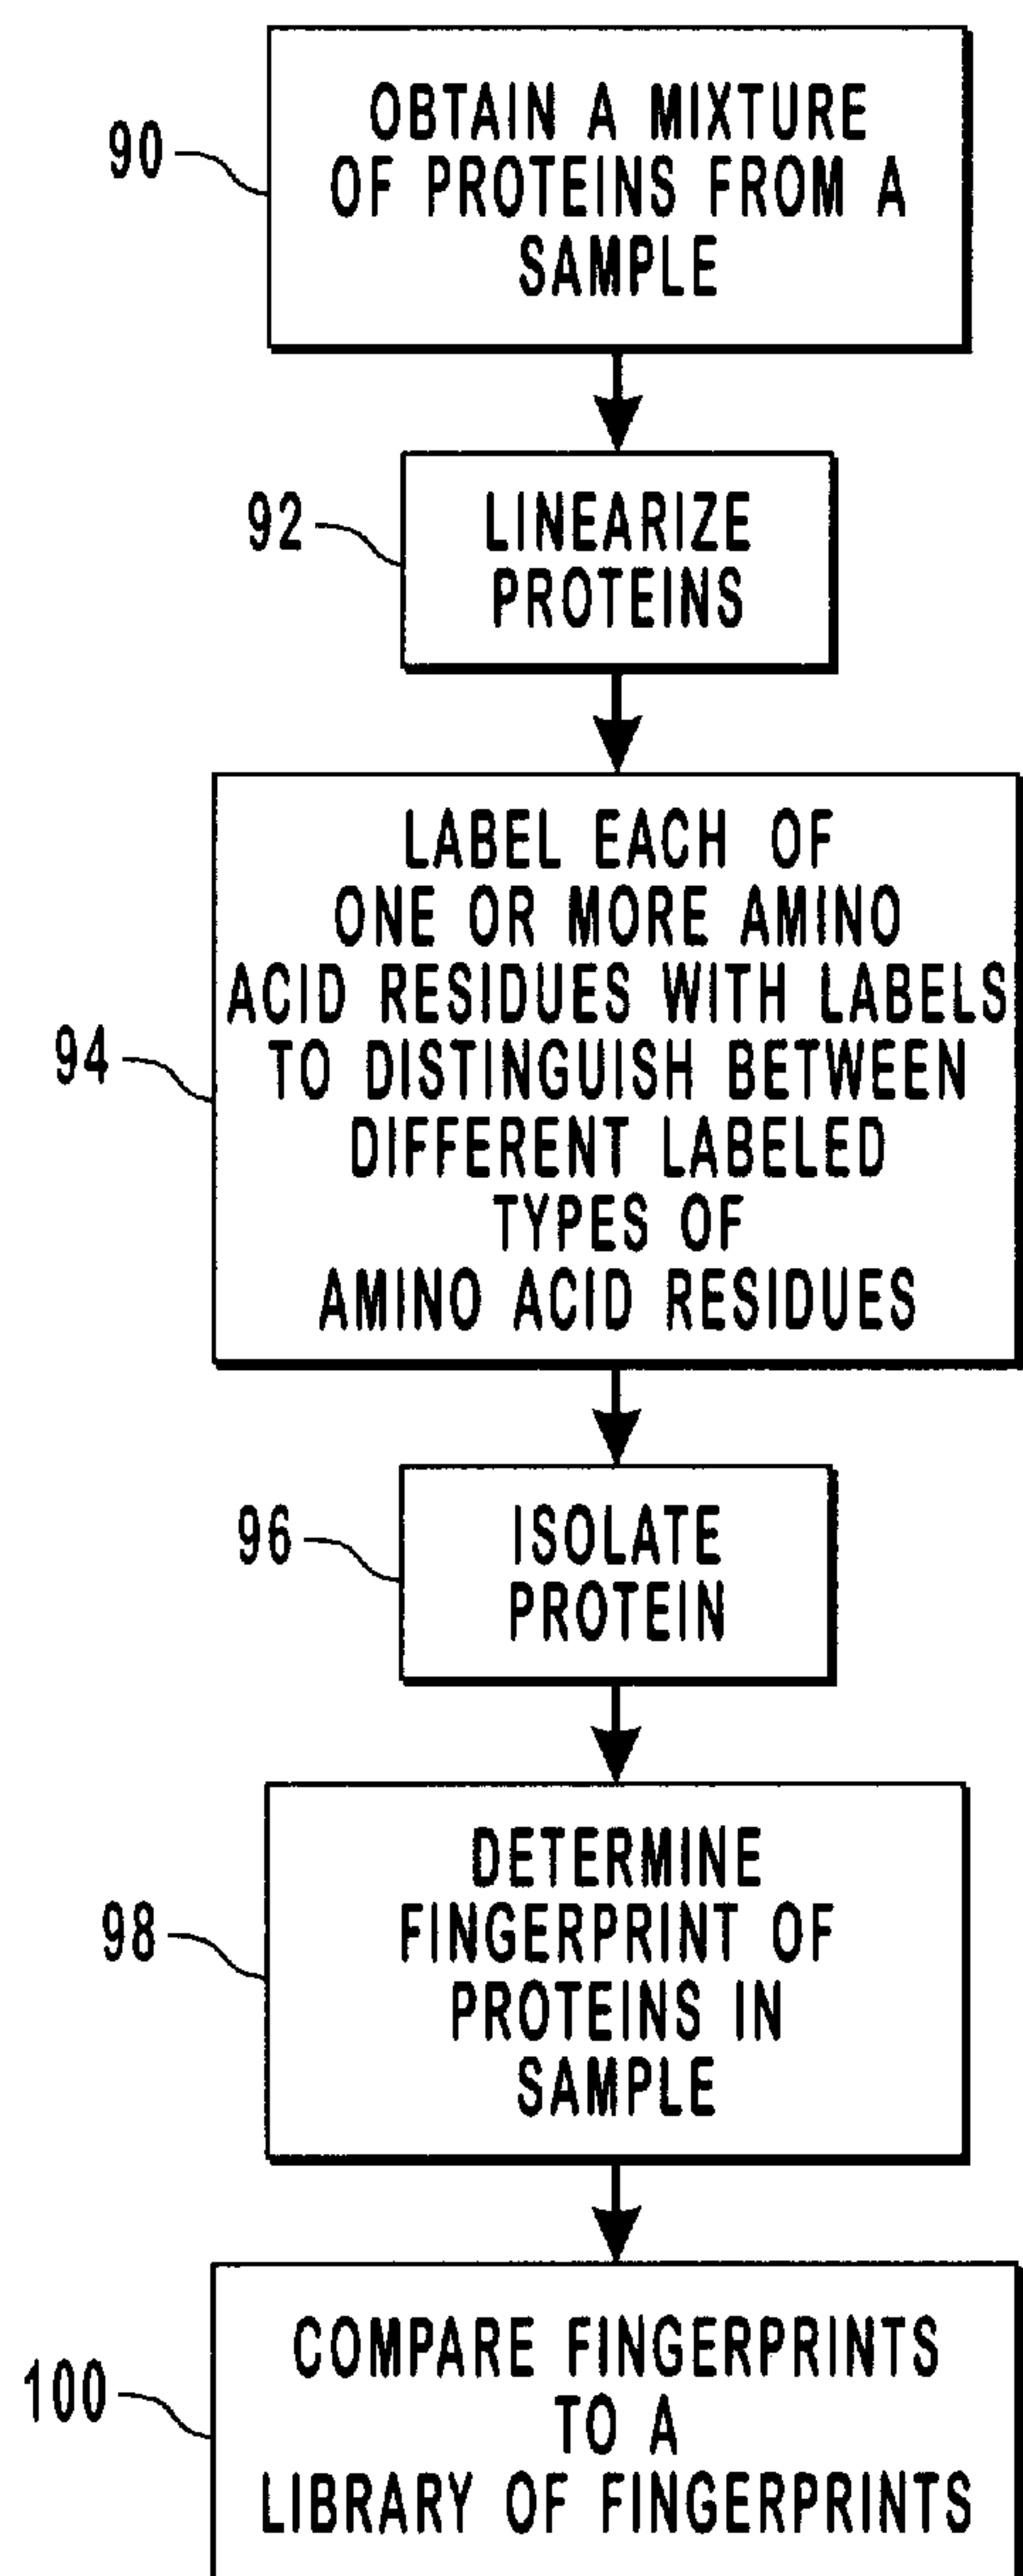 90
OBTAIN A MIXTURE
OF PROTEINS FROM A
SAMPLE
92
LINEARIZE
PROTEINS
94
LABEL EACH OF
ONE OR MORE AMINO
ACID RESIDUES WITH LABELS
TO DISTINGUISH BETWEEN
DIFFERENT LABELED
TYPES OF
AMINO ACID RESIDUES
96
ISOLATE
PROTEIN
98
DETERMINE
FINGERPRINT OF
PROTEINS IN
SAMPLE
100
COMPARE FINGERPRINTS
TO A
LIBRARY OF FINGERPRINTS